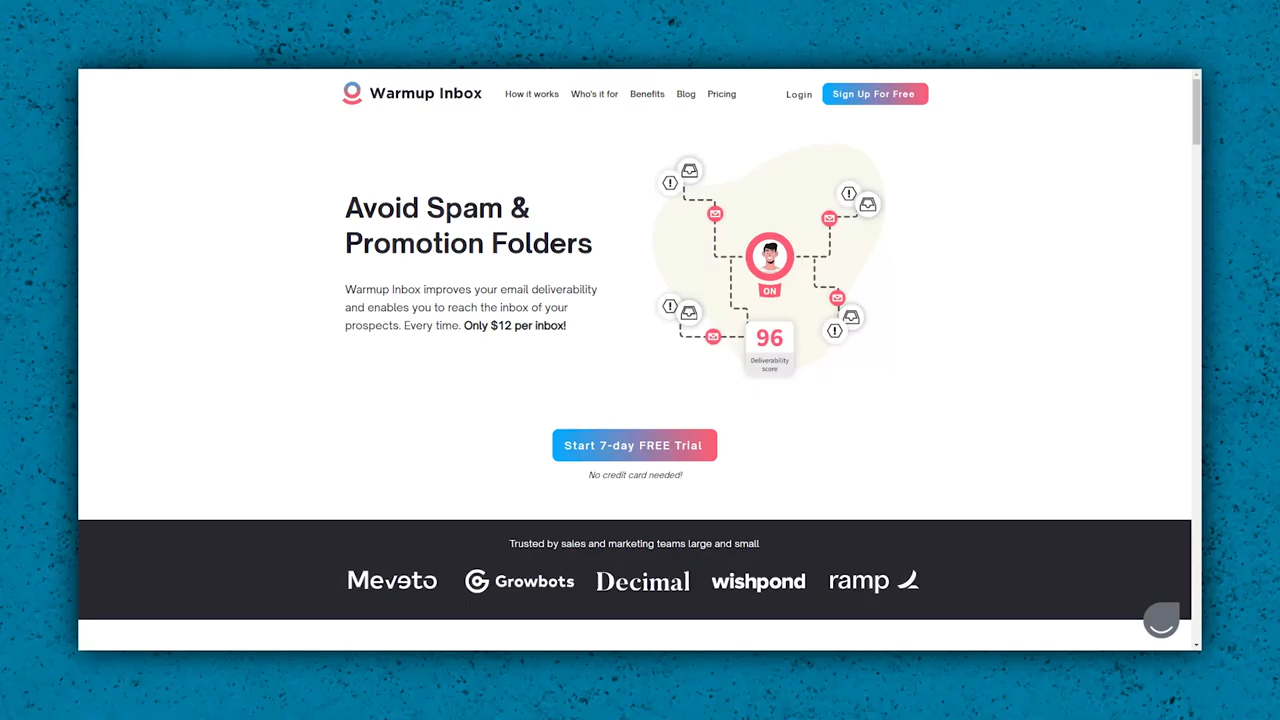 Warmup Inbox
How it works
Who's it for
Benefits
Blog
Pricing
Login
Sign Up For Free
Avoid Spam &
Promotion Folders
Warmup Inbox improves your email deliverability
and enables you to reach the inbox of your
prospects. Every time. Only $12 per inbox!
ON
96
Deliverability
score
Start 7-day FREE Trial
No credit card needed!
Trusted by sales and marketing teams large and small
Meveto
Growbots
Decimal
wishpond
ramp